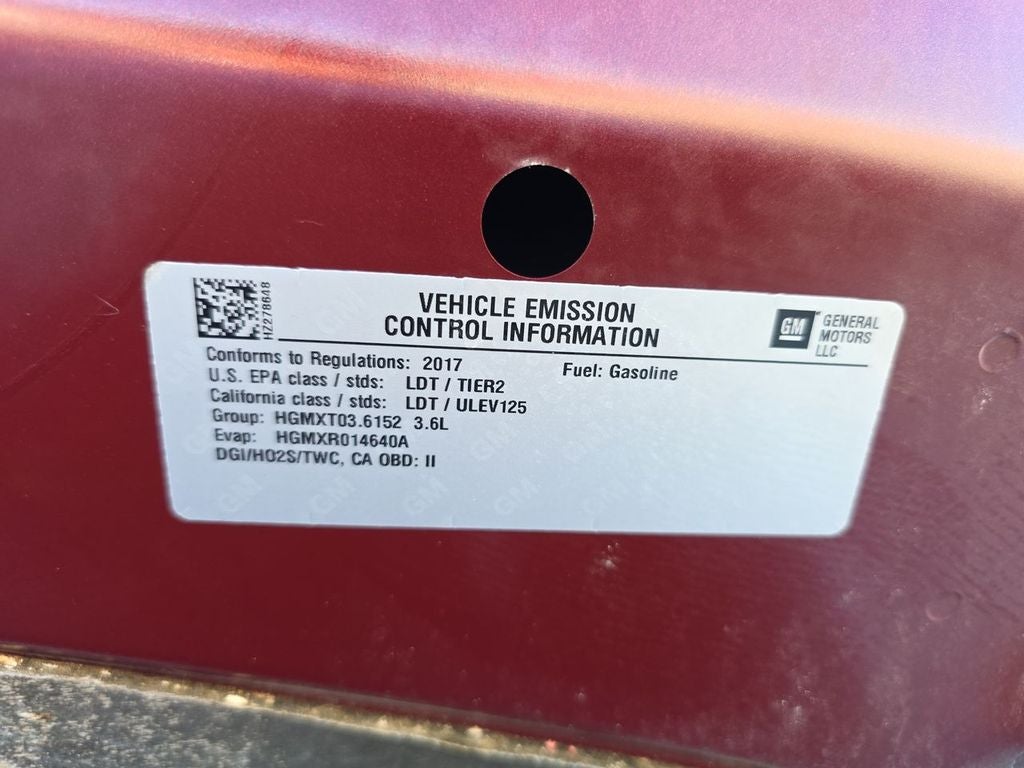 HZ278648
VEHICLE EMISSION
CONTROL INFORMATION
GM
GENERAL
MOTORS
LLC
Conforms to Regulations: 2017 Fuel: Gasoline
U.S. EPA class / stds: LDT / TIER2
California class / stds: LDT / ULEV125
Group: HGMXT03.6152 3.6L
Evap: HGMXR014640A
DGI/HO2S/TWC, CA OBD: II